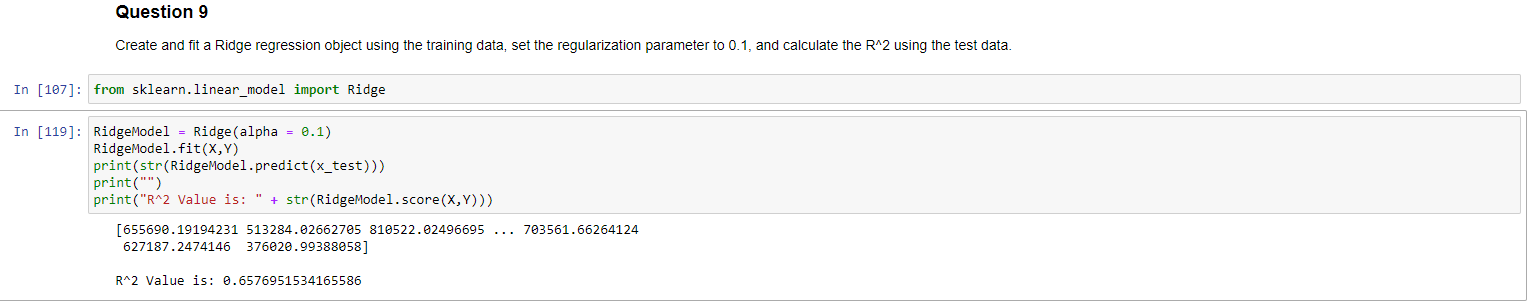 Question 9
Create and fit a Ridge regression object using the training data, set the regularization parameter to 0.1, and calculate the R^2 using the test data.
In [107]: from sklearn.linear_model import Ridge
In [119]: RidgeModel = Ridge(alpha = 0.1)
RidgeModel.fit(X,Y)
print(str(RidgeModel.predict(x_test)))
print("")
print("R^2 Value is: " + str(RidgeModel.score(X,Y)))
[655690.19194231 513284.02662705 810522.02496695 ... 703561.66264124
627187.2474146 376020.99388058]
R^2 Value is: 0.6576951534165586